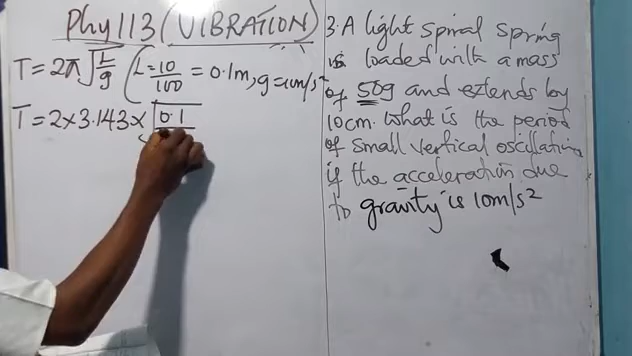 Phy 113 (VIBRATION)
T = 2π√L/g (L = 10/100 = 0.1m, g = 10m/s²
T = 2 x 3.143 x √0.1
3. A light spiral spring
is loaded with a mass
of 50g and extends by
10cm. What is the period
of small vertical oscillation
if the acceleration due
to gravity is 10m/s²